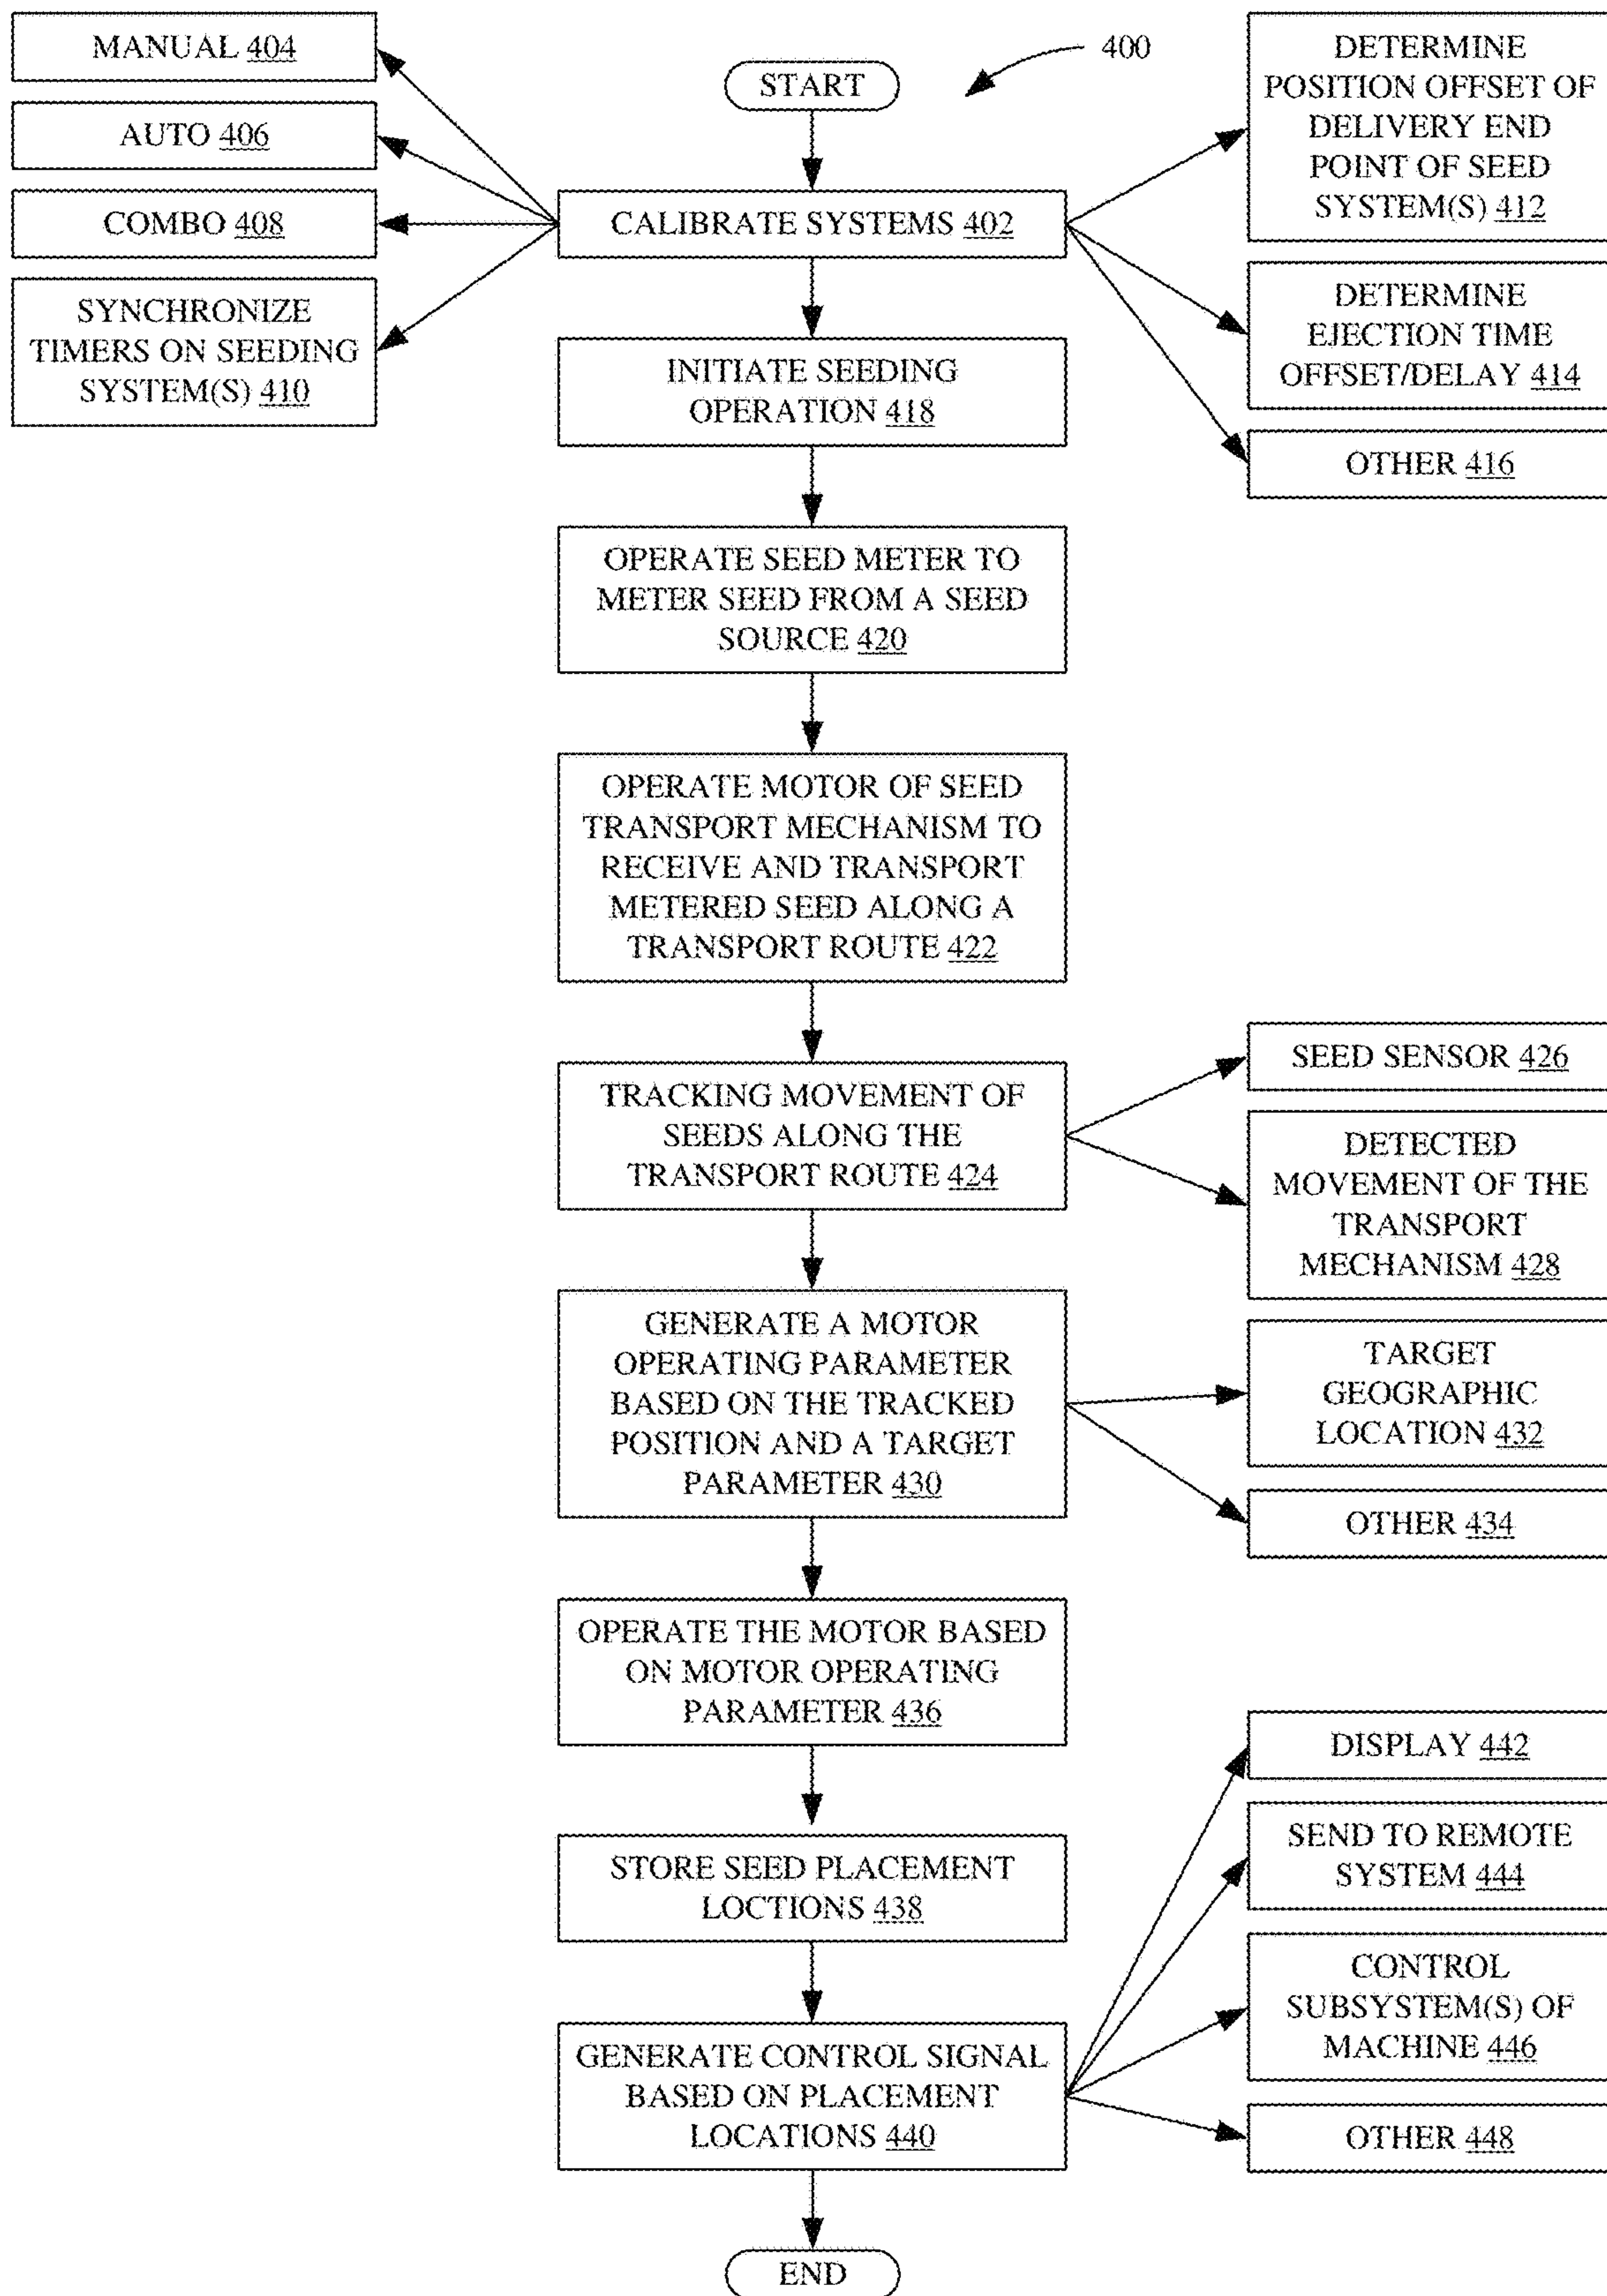 400
START
MANUAL 404
AUTO 406
COMBO 408
SYNCHRONIZE
TIMERS ON SEEDING
SYSTEM(S) 410
CALIBRATE SYSTEMS 402
DETERMINE
POSITION OFFSET OF
DELIVERY END
POINT OF SEED
SYSTEM(S) 412
DETERMINE
EJECTION TIME
OFFSET/DELAY 414
OTHER 416
INITIATE SEEDING
OPERATION 418
OPERATE SEED METER TO
METER SEED FROM A SEED
SOURCE 420
OPERATE MOTOR OF SEED
TRANSPORT MECHANISM TO
RECEIVE AND TRANSPORT
METERED SEED ALONG A
TRANSPORT ROUTE 422
TRACKING MOVEMENT OF
SEEDS ALONG THE
TRANSPORT ROUTE 424
SEED SENSOR 426
DETECTED
MOVEMENT OF THE
TRANSPORT
MECHANISM 428
GENERATE A MOTOR
OPERATING PARAMETER
BASED ON THE TRACKED
POSITION AND A TARGET
PARAMETER 430
TARGET
GEOGRAPHIC
LOCATION 432
OTHER 434
OPERATE THE MOTOR BASED
ON MOTOR OPERATING
PARAMETER 436
STORE SEED PLACEMENT
LOCTIONS 438
GENERATE CONTROL SIGNAL
BASED ON PLACEMENT
LOCATIONS 440
DISPLAY 442
SEND TO REMOTE
SYSTEM 444
CONTROL
SUBSYSTEM(S) OF
MACHINE 446
OTHER 448
END